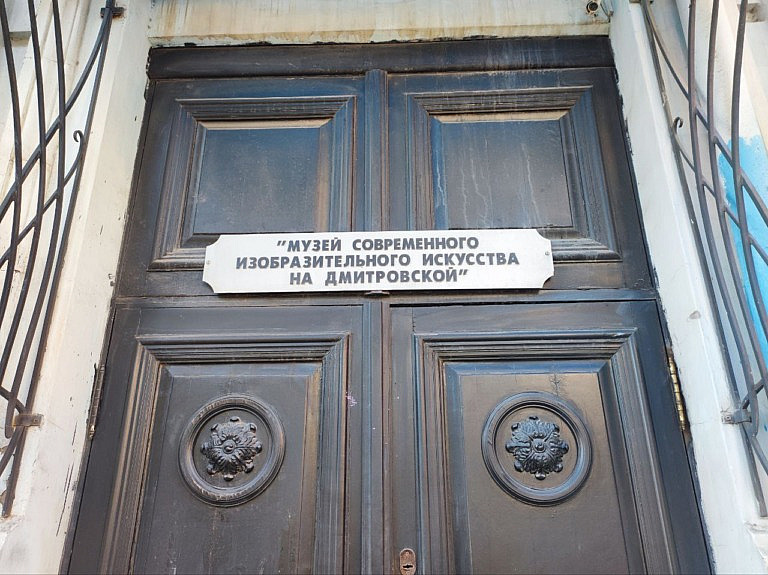 "МУЗЕЙ СОВРЕМЕННОГО
ИЗОБРАЗИТЕЛЬНОГО ИСКУССТВА
НА ДМИТРОВСКОЙ"